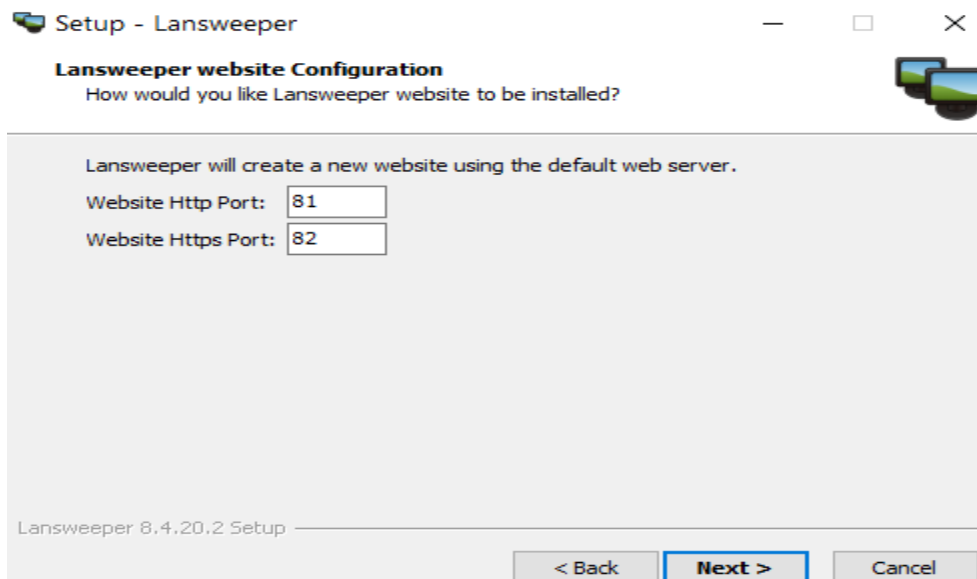 Setup - Lansweeper
Lansweeper website Configuration
How would you like Lansweeper website to be installed?
Lansweeper will create a new website using the default web server.
Website Http Port: 81
Website Https Port: 82
Lansweeper 8.4.20.2 Setup
< Back Next > Cancel